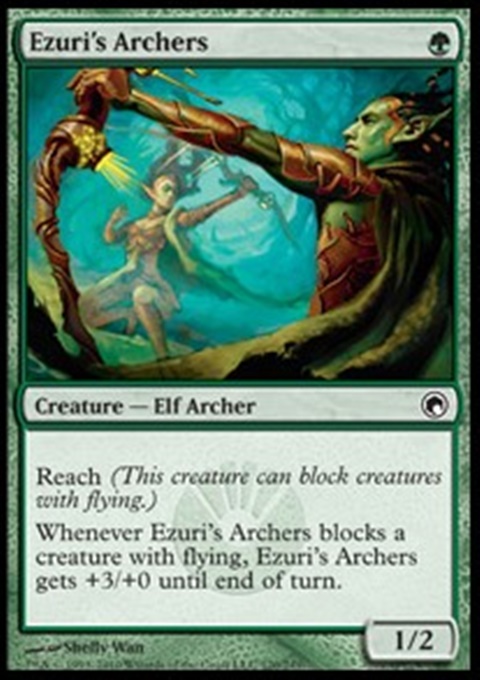 Ezuri's Archers
Creature — Elf Archer
Reach (This creature can block creatures
with flying.)
Whenever Ezuri's Archers blocks a
creature with flying, Ezuri's Archers
gets +3/+0 until end of turn.
Shelly Wan
1/2